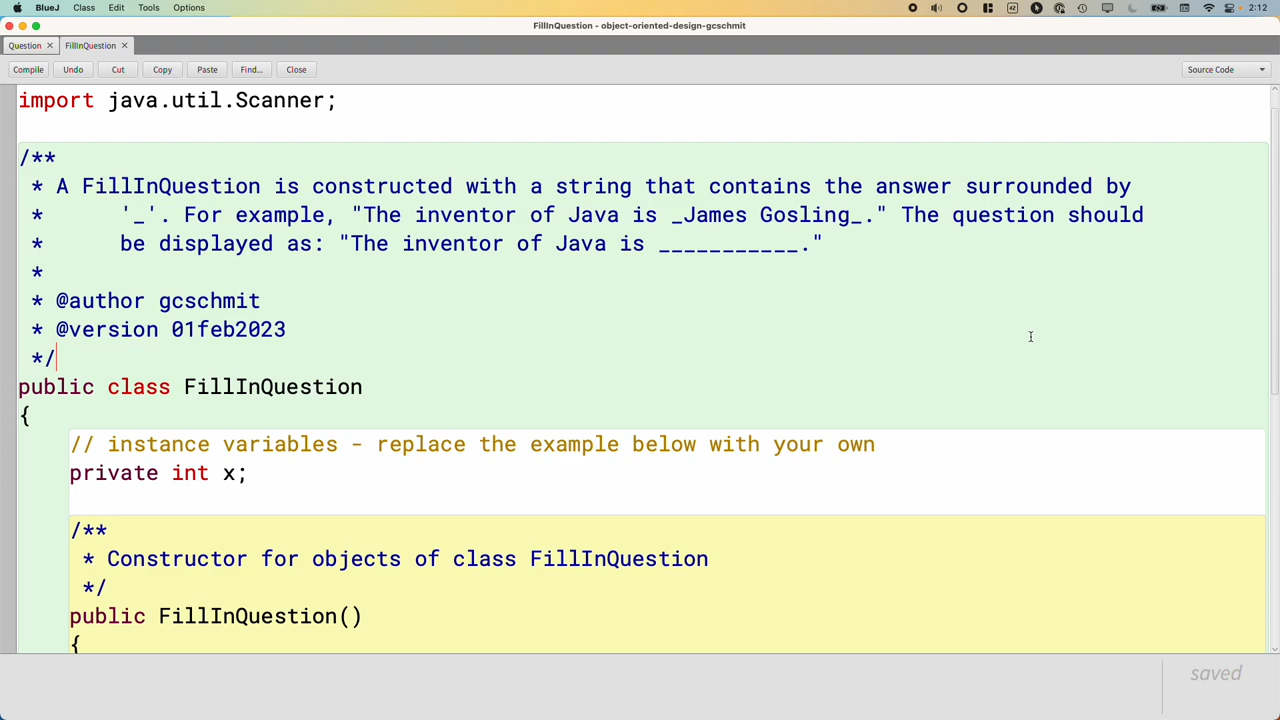 BlueJ Class Edit Tools Options 42 2:12
FillInQuestion - object-oriented-design-gcschmit
Question × FillInQuestion ×
Compile Undo Cut Copy Paste Find... Close Source Code
import java.util.Scanner;
/**
* A FillInQuestion is constructed with a string that contains the answer surrounded by
* '_'. For example, "The inventor of Java is _James Gosling_." The question should
* be displayed as: "The inventor of Java is ___________."
*
* @author gcschmit
* @version 01feb2023
*/
public class FillInQuestion
{
// instance variables - replace the example below with your own
private int x;
/**
* Constructor for objects of class FillInQuestion
*/
public FillInQuestion()
{
saved